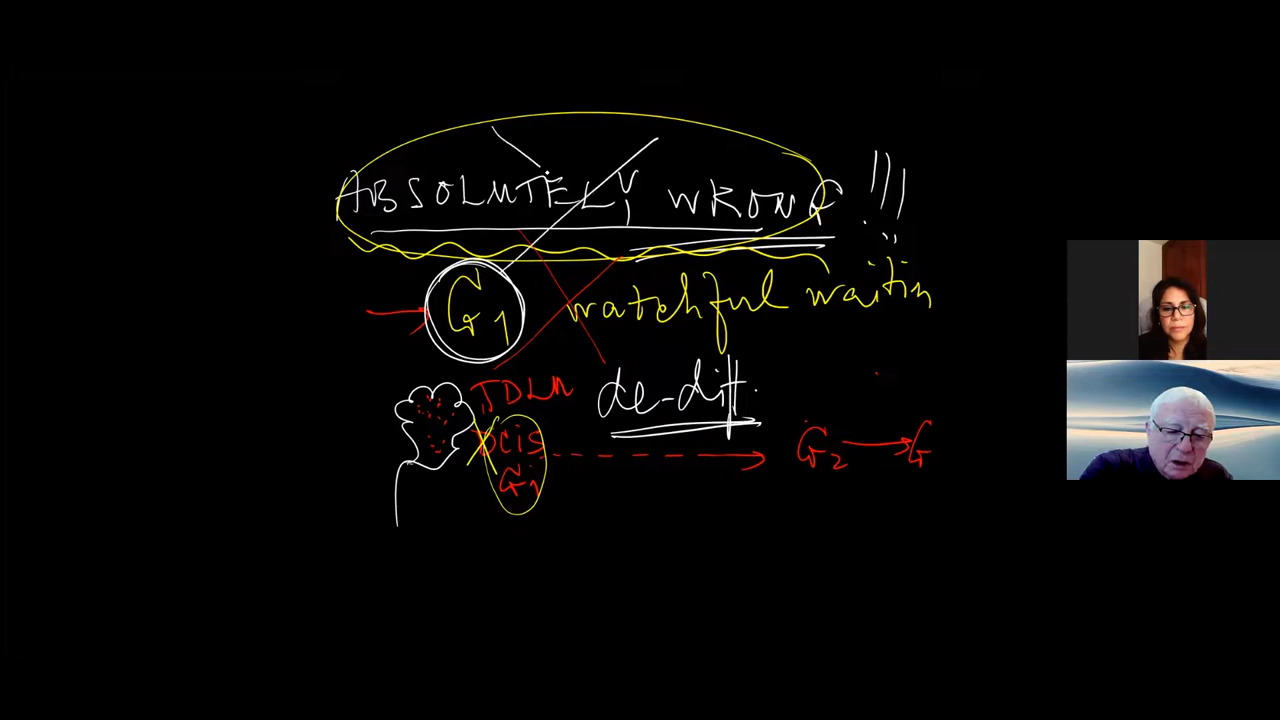 ABSOLUTELY WRONG !!!
G1 watchful waitin
TDLU de-diff.
DCIS G2 → G
G1